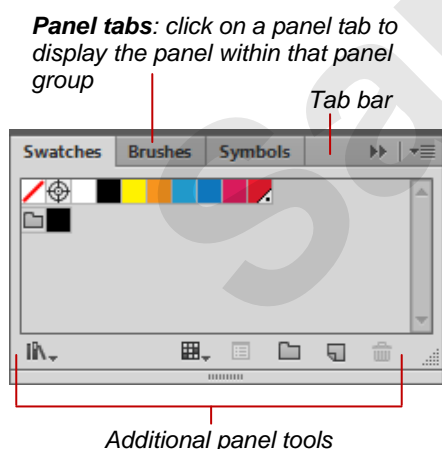 Panel tabs: click on a panel tab to
display the panel within that panel
group
Tab bar
Swatches Brushes Symbols
Additional panel tools